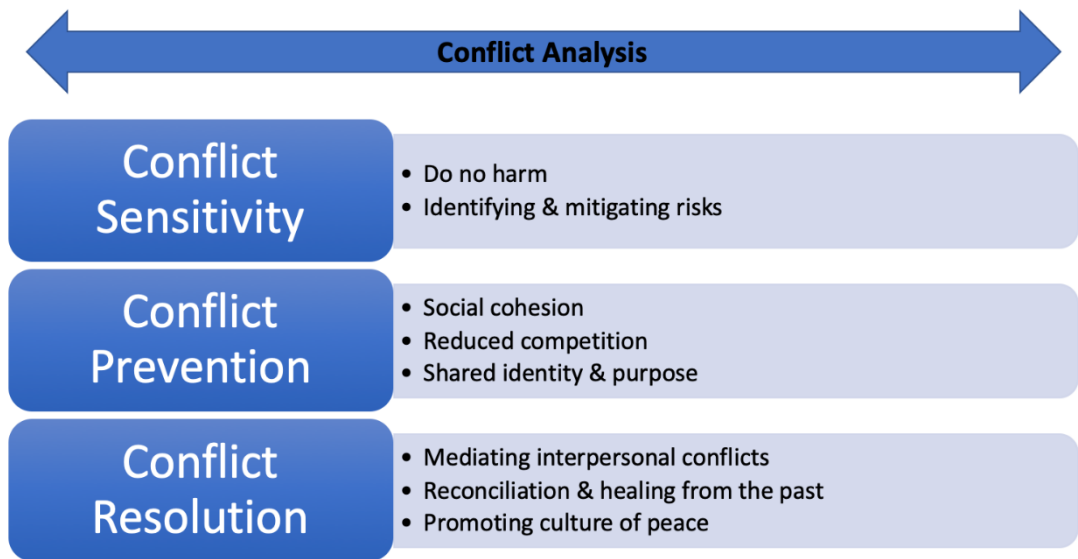 Conflict Analysis
Conflict
Sensitivity
• Do no harm
• Identifying & mitigating risks
Conflict
Prevention
• Social cohesion
• Reduced competition
• Shared identity & purpose
Conflict
Resolution
• Mediating interpersonal conflicts
• Reconciliation & healing from the past
• Promoting culture of peace